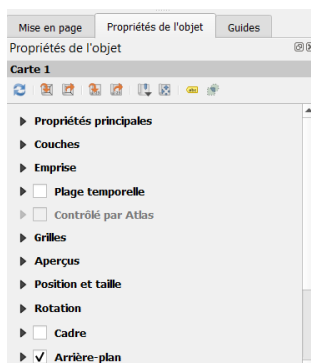 Mise en page Propriétés de l'objet Guides
Propriétés de l'objet
Carte 1
Propriétés principales
Couches
Emprise
Plage temporelle
Contrôlé par Atlas
Grilles
Aperçus
Position et taille
Rotation
Cadre
Arrière-plan